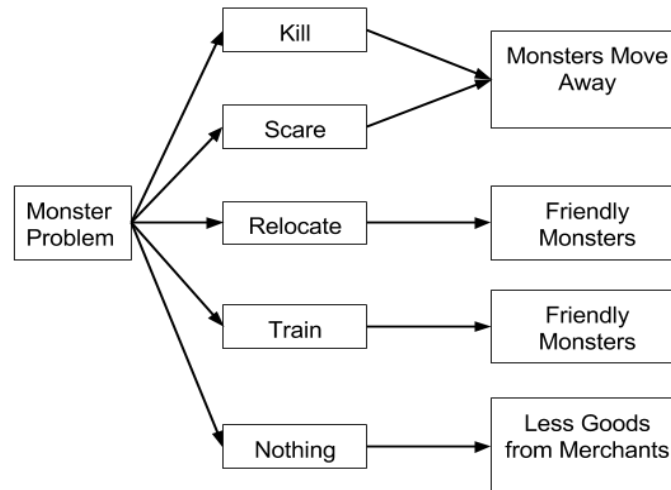 Kill
Monsters Move
Away
Scare
Monster
Problem
Relocate
Friendly
Monsters
Train
Friendly
Monsters
Nothing
Less Goods
from Merchants